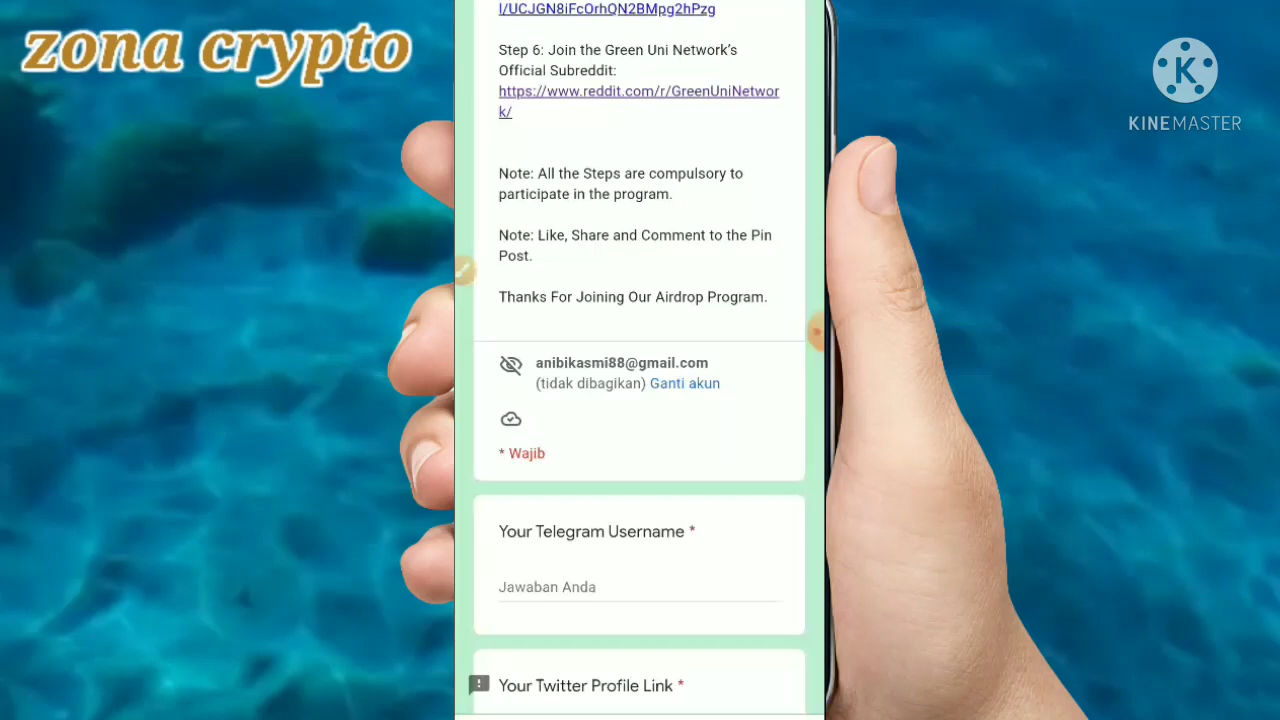 zona crypto
K
KINEMASTER
l/UCJGN8iFcOrhQN2BMpg2hPzg
Step 6: Join the Green Uni Network's
Official Subreddit:
https://www.reddit.com/r/GreenUniNetwor
k/
Note: All the Steps are compulsory to
participate in the program.
Note: Like, Share and Comment to the Pin
Post.
Thanks For Joining Our Airdrop Program.
anibikasmi88@gmail.com
(tidak dibagikan) Ganti akun
* Wajib
Your Telegram Username *
Jawaban Anda
Your Twitter Profile Link *